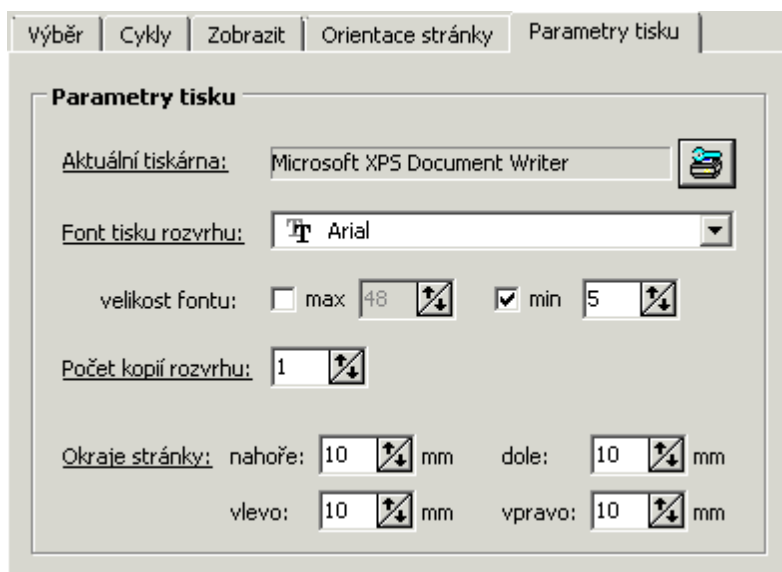 Výběr Cykly Zobrazit Orientace stránky Parametry tisku
Parametry tisku
Aktuální tiskárna: Microsoft XPS Document Writer
Font tisku rozvrhu: Arial
velikost fontu: max 48 min 5
Počet kopií rozvrhu: 1
Okraje stránky: nahoře: 10 mm dole: 10 mm
vlevo: 10 mm vpravo: 10 mm